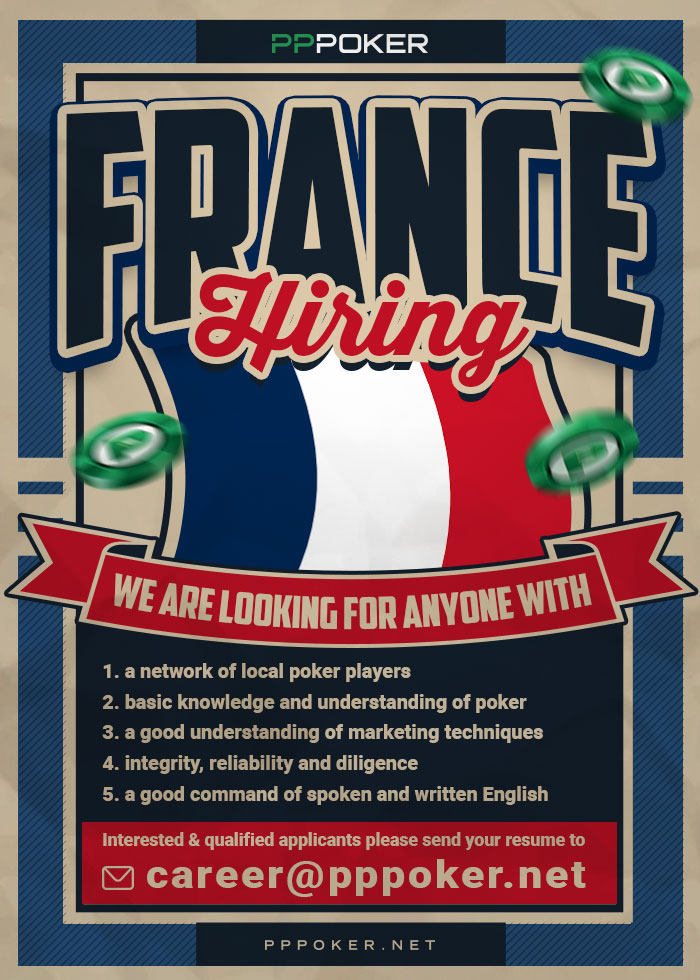 PPPOKER
FRANCE
Hiring
WE ARE LOOKING FOR ANYONE WITH
1. a network of local poker players
2. basic knowledge and understanding of poker
3. a good understanding of marketing techniques
4. integrity, reliability and diligence
5. a good command of spoken and written English
Interested & qualified applicants please send your resume to
career@pppoker.net
PPPOKER.NET